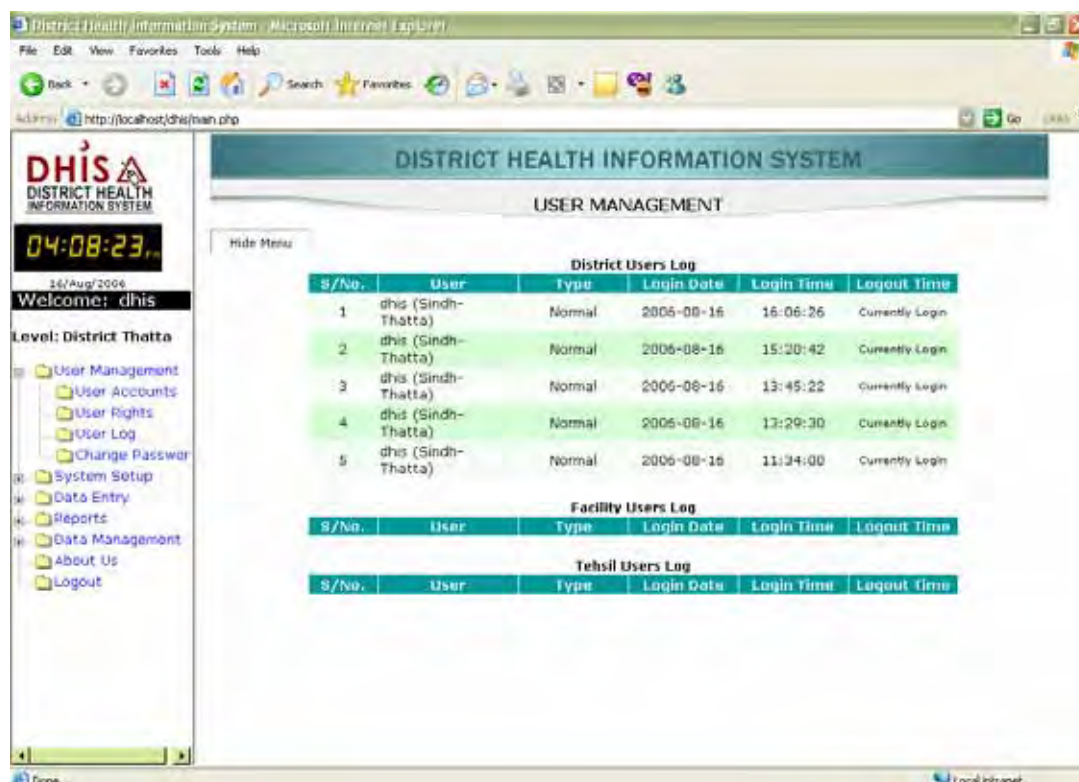 District Health Information System - Microsoft Internet Explorer
File Edit View Favorites Tools Help
Back Search Favorites
Address http://localhost/dhis/main.php Go Links
DHIS
DISTRICT HEALTH
INFORMATION SYSTEM
04:08:23 PM
16/Aug/2006
Welcome: dhis
Level: District Thatta
User Management
User Accounts
User Rights
User Log
Change Passwor
System Setup
Data Entry
Reports
Data Management
About Us
Logout
DISTRICT HEALTH INFORMATION SYSTEM
USER MANAGEMENT
Hide Menu
District Users Log
S/No. User Type Login Date Login Time Logout Time
1 dhis (Sindh-Thatta) Normal 2006-08-16 16:06:26 Currently Login
2 dhis (Sindh-Thatta) Normal 2006-08-16 15:20:42 Currently Login
3 dhis (Sindh-Thatta) Normal 2006-08-16 13:45:22 Currently Login
4 dhis (Sindh-Thatta) Normal 2006-08-16 13:29:30 Currently Login
5 dhis (Sindh-Thatta) Normal 2006-08-16 11:34:00 Currently Login
Facility Users Log
S/No. User Type Login Date Login Time Logout Time
Tehsil Users Log
S/No. User Type Login Date Login Time Logout Time
Done Local intranet